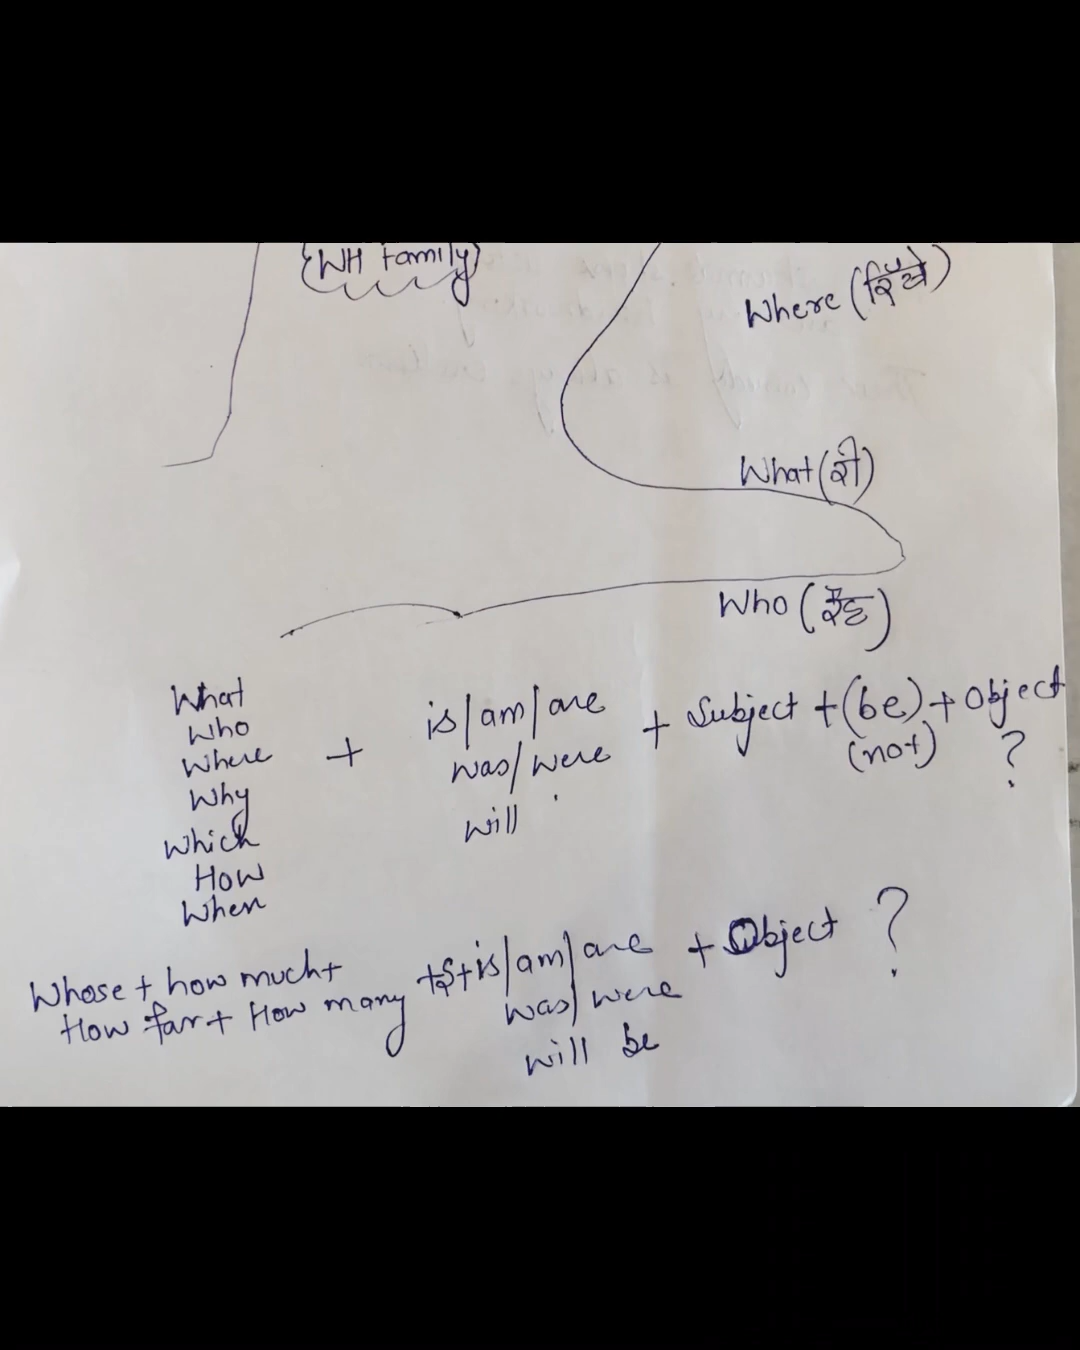 {WH family}
Where (ਕਿੱਥੇ)
What (ਕੀ)
Who (ਕੌਣ)
What
Who
Where
Why
Which
How
When
+
is/am/are
was/were
will
+ Subject + (be) + Object
(not) ?
Whose + how much +
How far + How many
+S+is/am/are + Object ?
was/were
will be